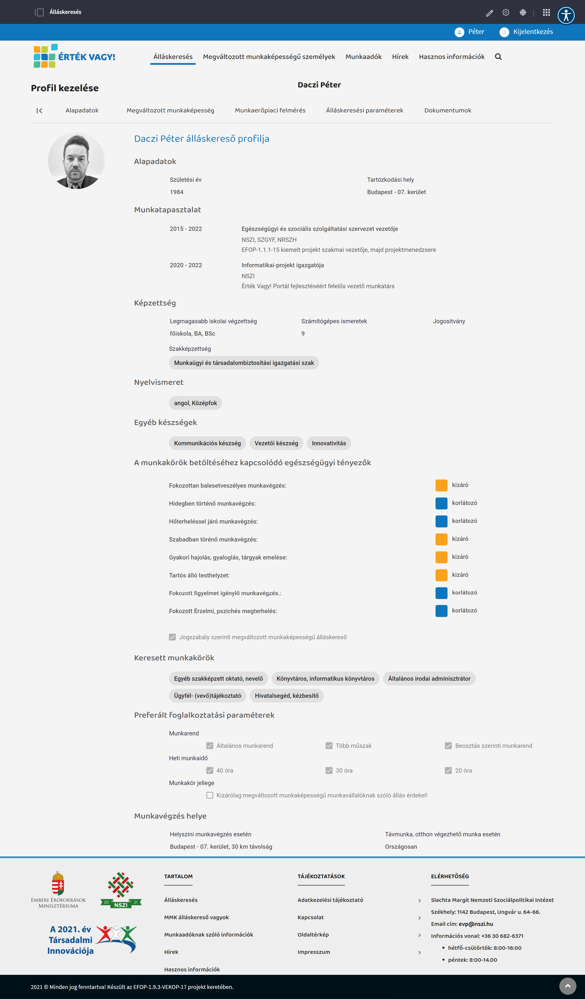 Álláskeresés
Péter
Kijelentkezés
ÉRTÉK VAGY!
Álláskeresés Megváltozott munkaképességű személyek Munkaadók Hírek Hasznos információk
Profil kezelése
Daczi Péter
Alapadatok Megváltozott munkaképesség Munkaerőpiaci felmérés Álláskeresési paraméterek Dokumentumok
Daczi Péter álláskereső profilja
Alapadatok
Születési év Tartózkodási hely
1984 Budapest - 07. kerület
Munkatapasztalat
2015 - 2022 Egészségügyi és szociális szolgáltatási szervezet vezetője
NSZI, SZGYF, NRSZH
EFOP-1.1.1-15 kiemelt projekt szakmai vezetője, majd projektmenedzsere
2020 - 2022 Informatikai-projekt igazgatója
NSZI
Érték Vagy! Portál fejlesztéséért felelős vezető munkatárs
Képzettség
Legmagasabb iskolai végzettség Számítógépes ismeretek Jogositvány
főiskola, BA, BSc 9
Szakképzettség
Munkaügyi és társadalombiztosítási igazgatási szak
Nyelvismeret
angol, Középfok
Egyéb készségek
Kommunikációs készség Vezetői készség Innovativitás
A munkakörök betöltéséhez kapcsolódó egészségügyi tényezők
Fokozottan balesetveszélyes munkavégzés: kizáró
Hidegben történő munkavégzés: korlátozó
Hőterheléssel járó munkavégzés: korlátozó
Szabadban törénő munkavégzés: kizáró
Gyakori hajolás, gyaloglás, tárgyak emelése: kizáró
Tartós álló testhelyzet: kizáró
Fokozott figyelmet igénylő munkavégzés.: korlátozó
Fokozott Érzelmi, pszichés megterhelés: korlátozó
Jogszabály szerinti megváltozott munkaképességű álláskereső
Keresett munkakörök
Egyéb szakképzett oktató, nevelő Könyvtáros, informatikus könyvtáros Általános irodai adminisztrátor
Ügyfél- (vevő)tájékoztató Hivatalsegéd, kézbesítő
Preferált foglalkoztatási paraméterek
Munkarend
Általános munkarend Több műszak Beosztás szerinti munkarend
Heti munkaidő
40 óra 30 óra 20 óra
Munkakör jellege
Kizárólag megváltozott munkaképességű munkavállalóknak szóló állás érdekel!
Munkavégzés helye
Helyszíni munkavégzés esetén Távmunka, otthon végezhető munka esetén
Budapest - 07. kerület, 30 km távolság Országosan
Emberi Erőforrások
Minisztériuma
20 NSZI 21
A 2021. év
Társadalmi
Innovációja
TARTALOM
Álláskeresés
MMK álláskereső vagyok
Munkaadóknak szóló információk
Hírek
Hasznos információk
TÁJÉKOZTATÁSOK
Adatkezelési tájékoztató
Kapcsolat
Oldaltérkép
Impresszum
ELÉRHETŐSÉG
Slachta Margit Nemzeti Szociálpolitikai Intézet
Székhely: 1142 Budapest, Ungvár u. 64-66.
Email cím: evp@nszi.hu
Információs vonal: +36 30 682-6371
hétfő-csütörtök: 8:00-16:00
péntek: 8:00-14.00
2021 © Minden jog fenntartva! Készült az EFOP-1.9.3-VEKOP-17 projekt keretében.